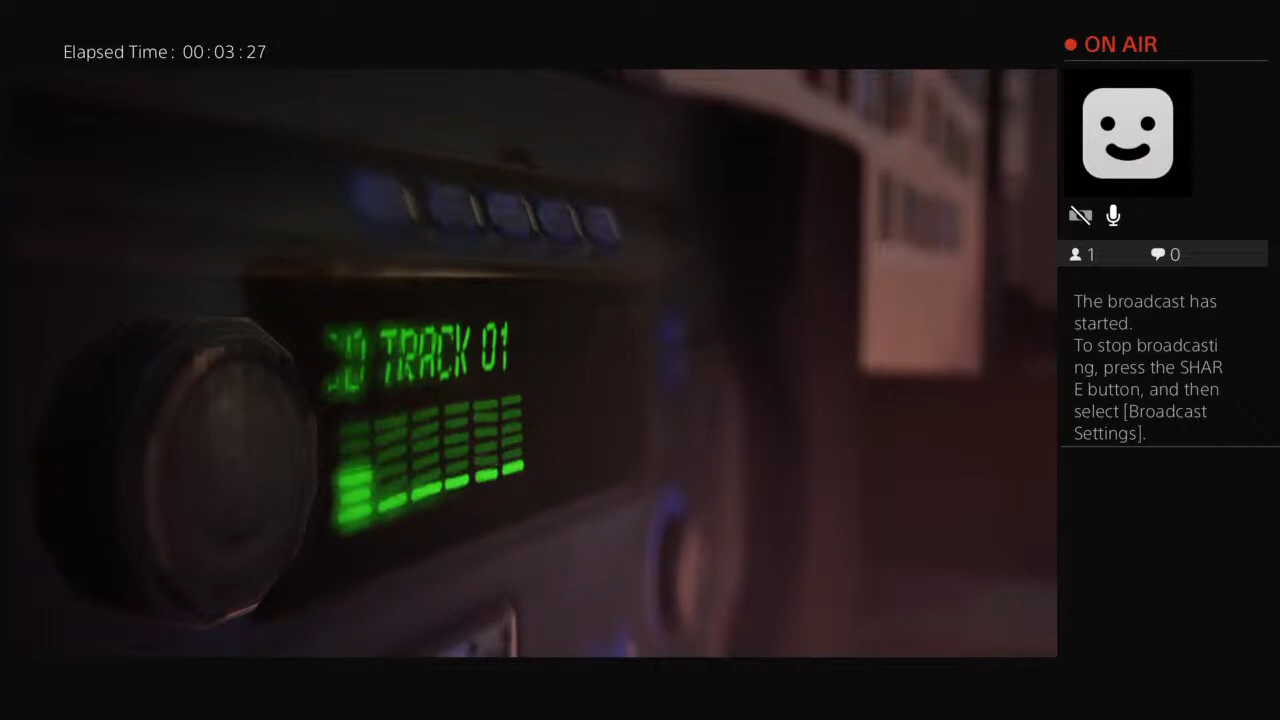 Elapsed Time: 00:03:27
ON AIR
TRACK 01
1
0
The broadcast has
started.
To stop broadcasti
ng, press the SHAR
E button, and then
select [Broadcast
Settings].